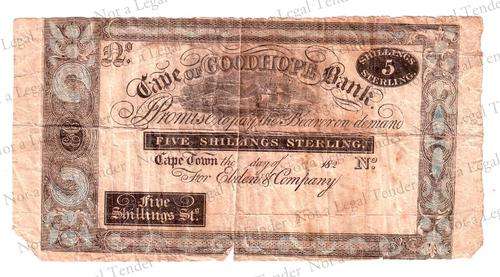 No.
SHILLINGS
5
STERLING.
Cape OF GOOD HOPE Bank
Promise to pay the Bearer on demand
FIVE SHILLINGS STERLING.
Cape Town the day of 182 No.
For Ebden & Company
Five
Shillings Stg.
Not a Legal Tender